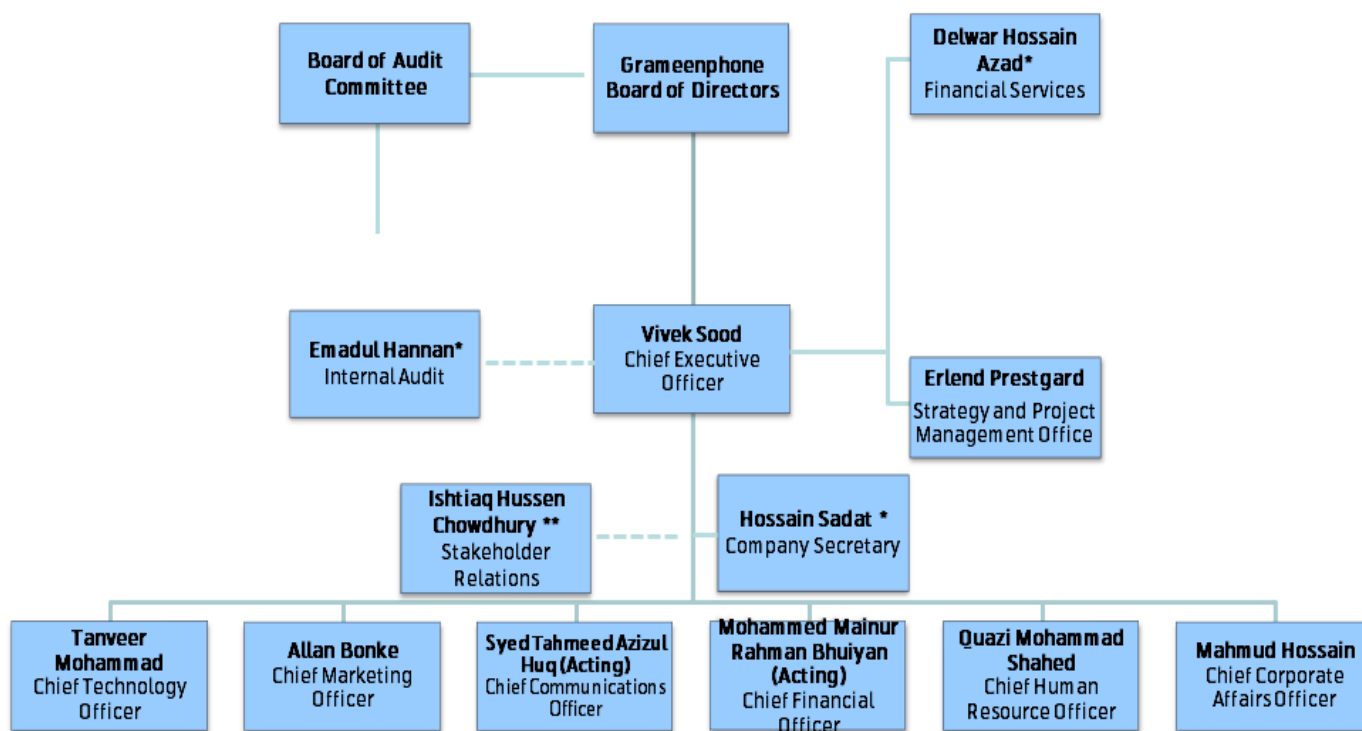 Board of Audit
Committee
Grameenphone
Board of Directors
Delwar Hossain
Azad*
Financial Services
Emadul Hannan*
Internal Audit
Vivek Sood
Chief Executive
Officer
Erlend Prestgard
Strategy and Project
Management Office
Ishtiaq Hussen
Chowdhury **
Stakeholder
Relations
Hossain Sadat *
Company Secretary
Tanveer
Mohammad
Chief Technology
Officer
Allan Bonke
Chief Marketing
Officer
Syed Tahmeed Azizul
Huq (Acting)
Chief Communications
Officer
Mohammed Mainur
Rahman Bhuiyan
(Acting)
Chief Financial
Officer
Quazi Mohammad
Shahed
Chief Human
Resource Officer
Mahmud Hossain
Chief Corporate
Affairs Officer